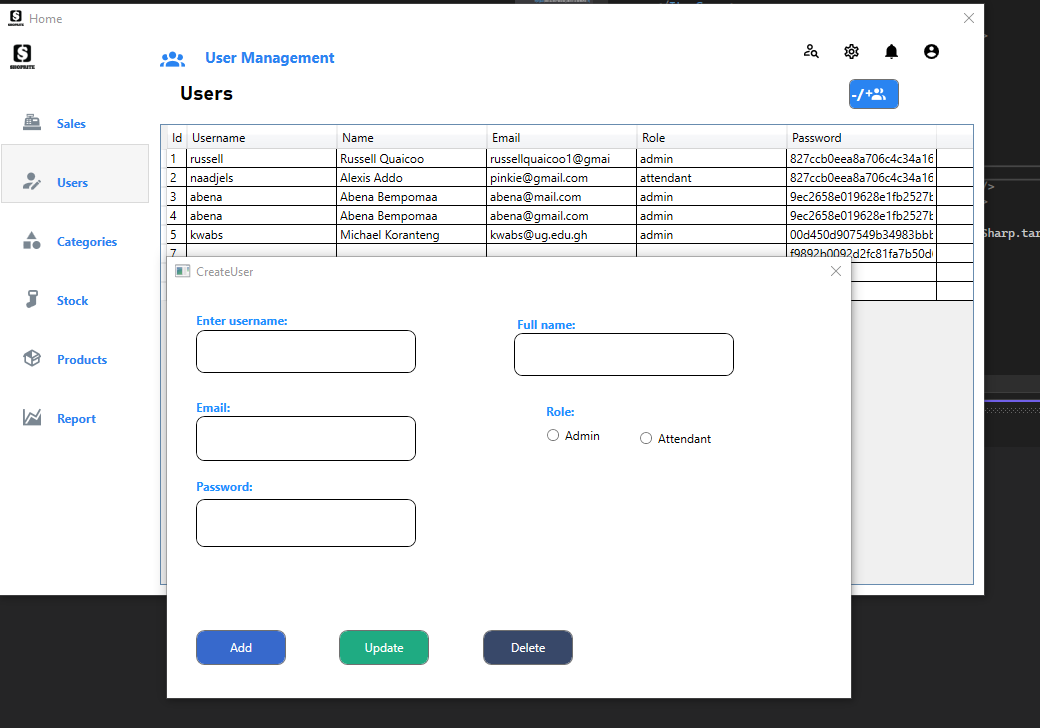 Home
SHOPRITE
User Management
Users
-/+
Sales
Users
Categories
Stock
Products
Report
Id Username Name Email Role Password
1 russell Russell Quaicoo russellquaicoo1@gmai admin 827ccb0eea8a706c4c34a16
2 naadjels Alexis Addo pinkie@gmail.com attendant 827ccb0eea8a706c4c34a16
3 abena Abena Bempomaa abena@mail.com admin 9ec2658e019628e1fb2527b
4 abena Abena Bempomaa abena@gmail.com admin 9ec2658e019628e1fb2527b
5 kwabs Michael Koranteng kwabs@ug.edu.gh admin 00d450d907549b34983bbb
7 f9892b0092d2fc81fa7b50d
CreateUser
Enter username:
Full name:
Email:
Role:
Admin
Attendant
Password:
Add
Update
Delete
/>
>
Sharp.tar